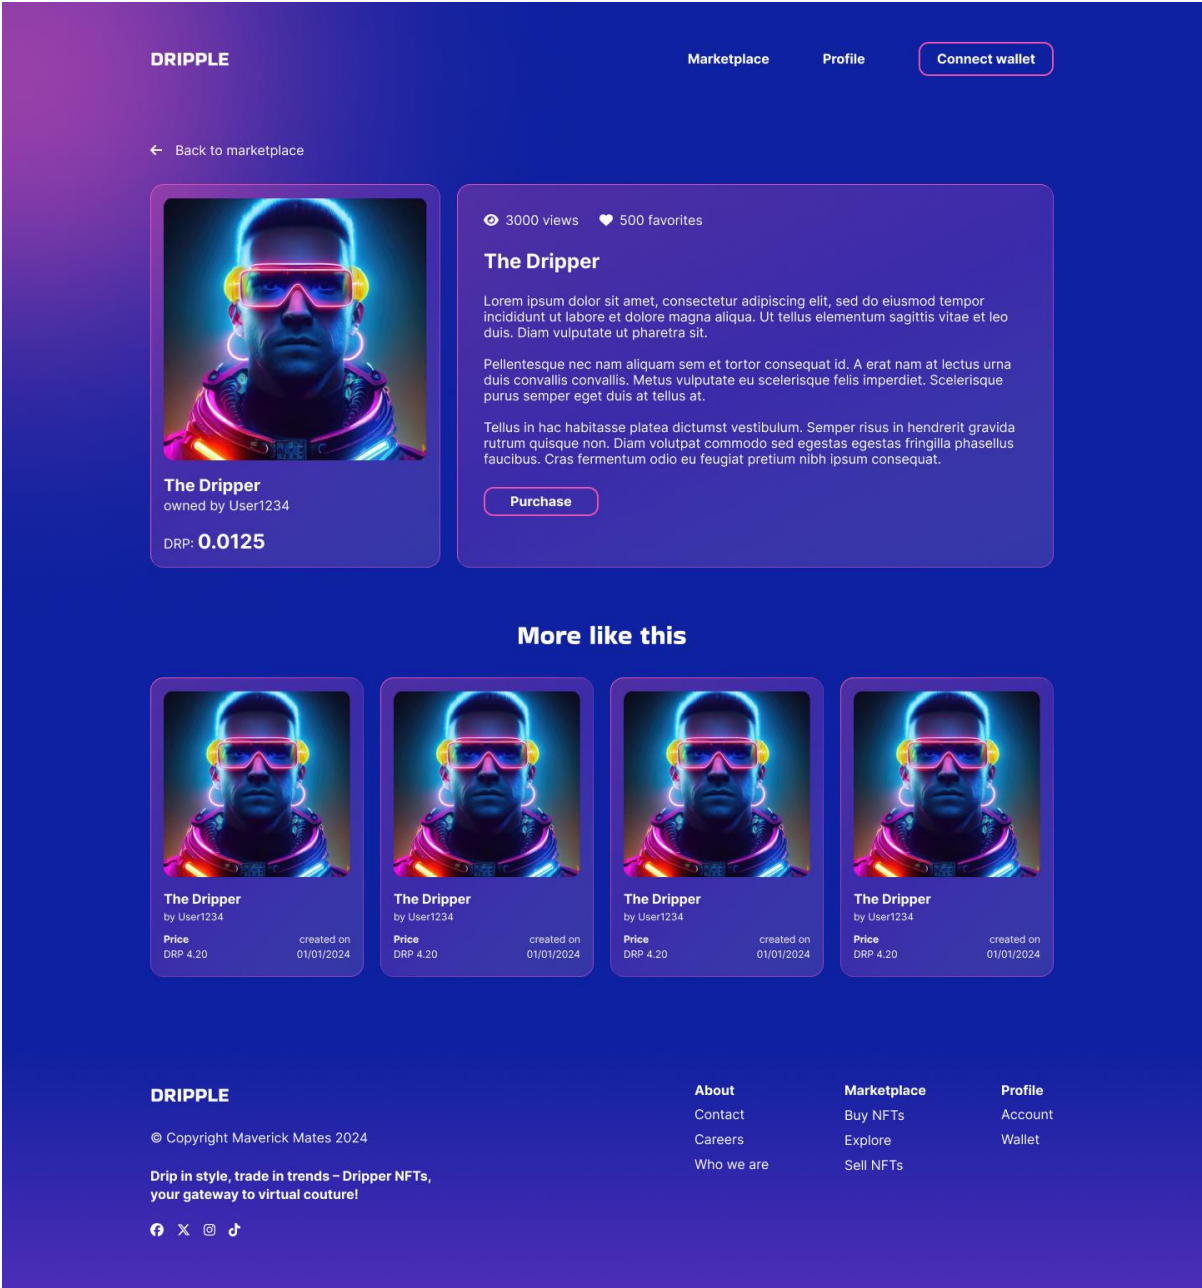 DRIPPLE
Marketplace
Profile
Connect wallet
Back to marketplace
The Dripper
owned by User1234
DRP: 0.0125
3000 views
500 favorites
The Dripper
Lorem ipsum dolor sit amet, consectetur adipiscing elit, sed do eiusmod tempor
incididunt ut labore et dolore magna aliqua. Ut tellus elementum sagittis vitae et leo
duis. Diam vulputate ut pharetra sit.
Pellentesque nec nam aliquam sem et tortor consequat id. A erat nam at lectus urna
duis convallis convallis. Metus vulputate eu scelerisque felis imperdiet. Scelerisque
purus semper eget duis at tellus at.
Tellus in hac habitasse platea dictumst vestibulum. Semper risus in hendrerit gravida
rutrum quisque non. Diam volutpat commodo sed egestas egestas fringilla phasellus
faucibus. Cras fermentum odio eu feugiat pretium nibh ipsum consequat.
Purchase
More like this
The Dripper
by User1234
Price
created on
DRP 4.20
01/01/2024
The Dripper
by User1234
Price
created on
DRP 4.20
01/01/2024
The Dripper
by User1234
Price
created on
DRP 4.20
01/01/2024
The Dripper
by User1234
Price
created on
DRP 4.20
01/01/2024
DRIPPLE
© Copyright Maverick Mates 2024
Drip in style, trade in trends – Dripper NFTs,
your gateway to virtual couture!
About
Contact
Careers
Who we are
Marketplace
Buy NFTs
Explore
Sell NFTs
Profile
Account
Wallet